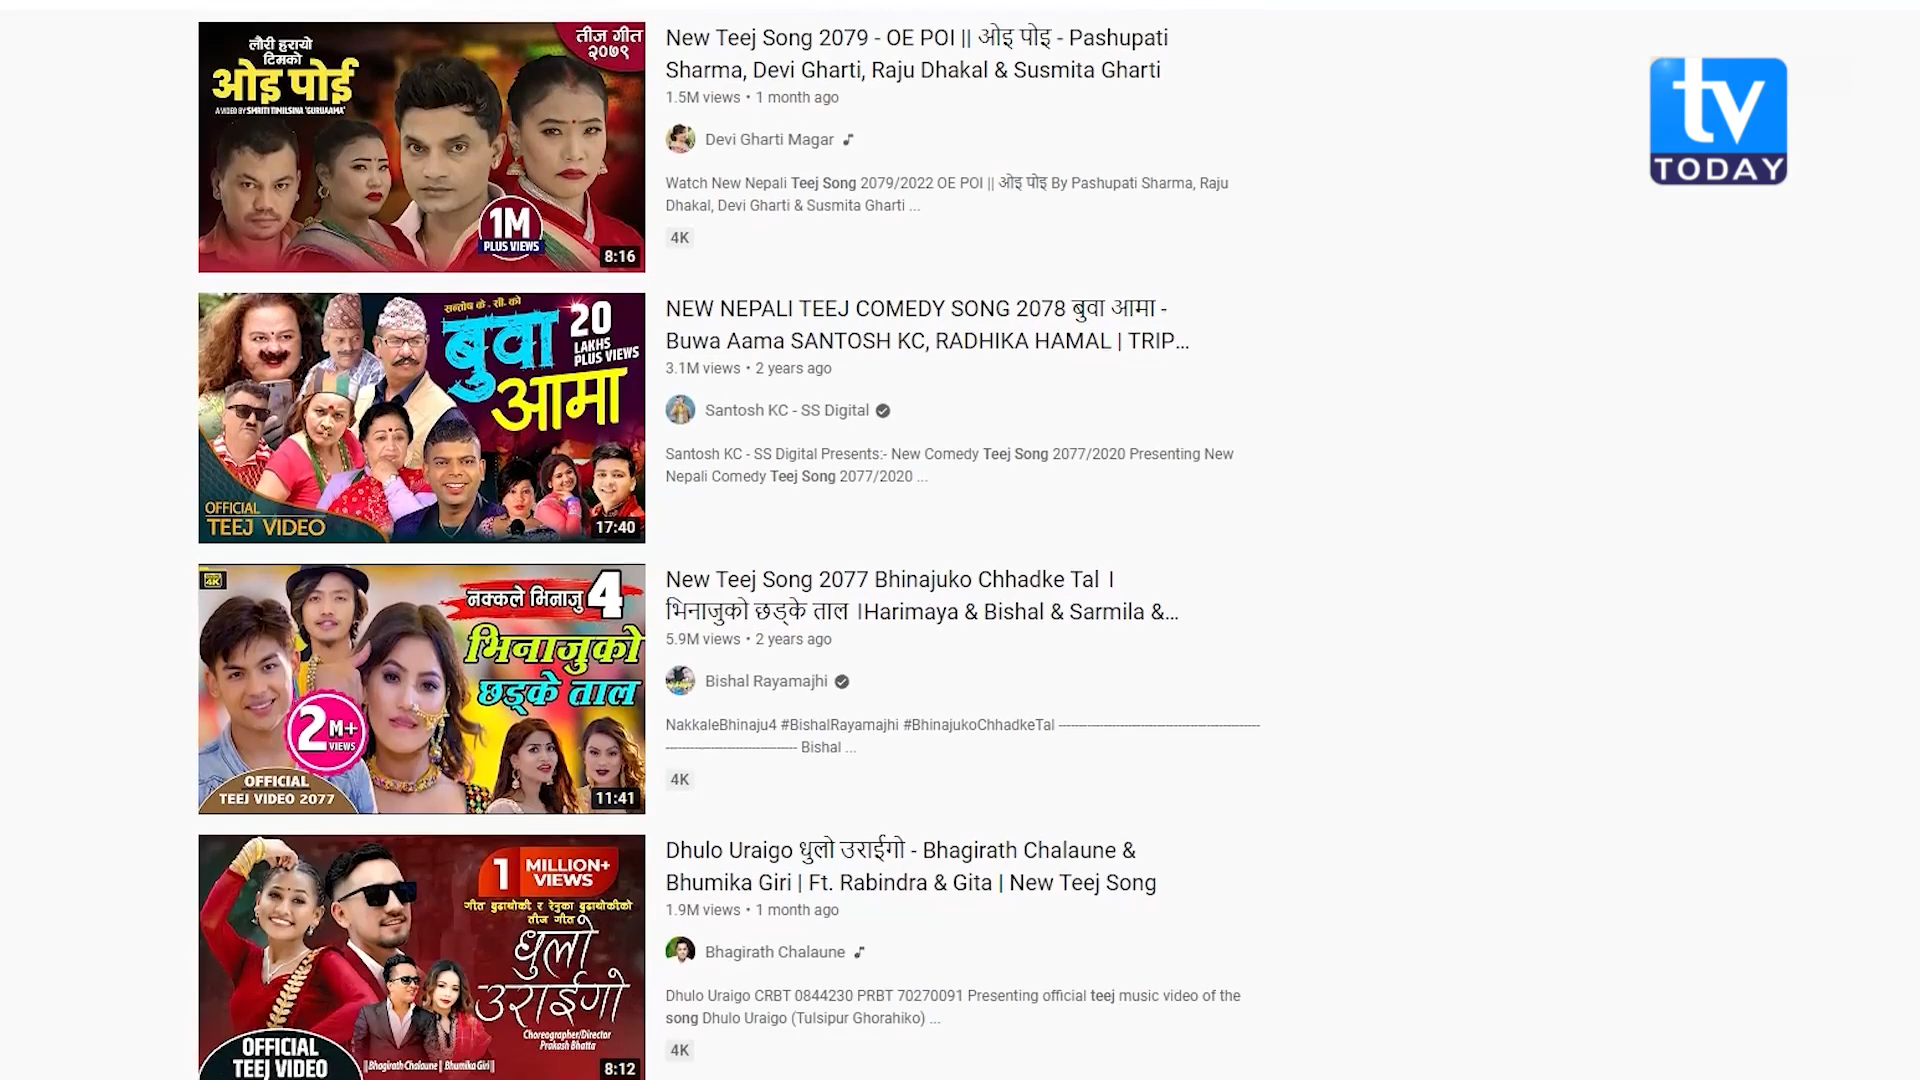 लौरी हरायो
टिमको
ओइ पोई
A VIDEO BY SMRITI TIMILSINA 'GURUAAMA'
तीज गीत
२०७९
1M
PLUS VIEWS
8:16
New Teej Song 2079 - OE POI || ओइ पोइ - Pashupati
Sharma, Devi Gharti, Raju Dhakal & Susmita Gharti
1.5M views • 1 month ago
Devi Gharti Magar
Watch New Nepali Teej Song 2079/2022 OE POI || ओइ पोइ By Pashupati Sharma, Raju
Dhakal, Devi Gharti & Susmita Gharti ...
4K
tv
TODAY
सन्तोष के. सी. को
बुवा
आमा
20
LAKHS
PLUS VIEWS
OFFICIAL
TEEJ VIDEO
17:40
NEW NEPALI TEEJ COMEDY SONG 2078 बुवा आमा -
Buwa Aama SANTOSH KC, RADHIKA HAMAL | TRIP...
3.1M views • 2 years ago
Santosh KC - SS Digital
Santosh KC - SS Digital Presents:- New Comedy Teej Song 2077/2020 Presenting New
Nepali Comedy Teej Song 2077/2020 ...
4K
नक्कले भिनाजु 4
भिनाजुको
छड्के ताल
2M+
VIEWS
OFFICIAL
TEEJ VIDEO 2077
11:41
New Teej Song 2077 Bhinajuko Chhadke Tal l
भिनाजुको छड्के ताल lHarimaya & Bishal & Sarmila &...
5.9M views • 2 years ago
Bishal Rayamajhi
NakkaleBhinaju4 #BishalRayamajhi #BhinajukoChhadkeTal ----------------------------------------
-------------------------- Bishal ...
4K
1 MILLION+
VIEWS
गीत बुढाथोकी र रेनुका बुढाथोकीको
तीज गीत
धुलो
उराईगो
Choreographer/Director
Prakash Bhatta
OFFICIAL
TEEJ VIDEO
||Bhagirath Chalaune|| Bhumika Giri||
8:12
Dhulo Uraigo धुलो उराईगो - Bhagirath Chalaune &
Bhumika Giri | Ft. Rabindra & Gita | New Teej Song
1.9M views • 1 month ago
Bhagirath Chalaune
Dhulo Uraigo CRBT 0844230 PRBT 70270091 Presenting official teej music video of the
song Dhulo Uraigo (Tulsipur Ghorahiko) ...
4K